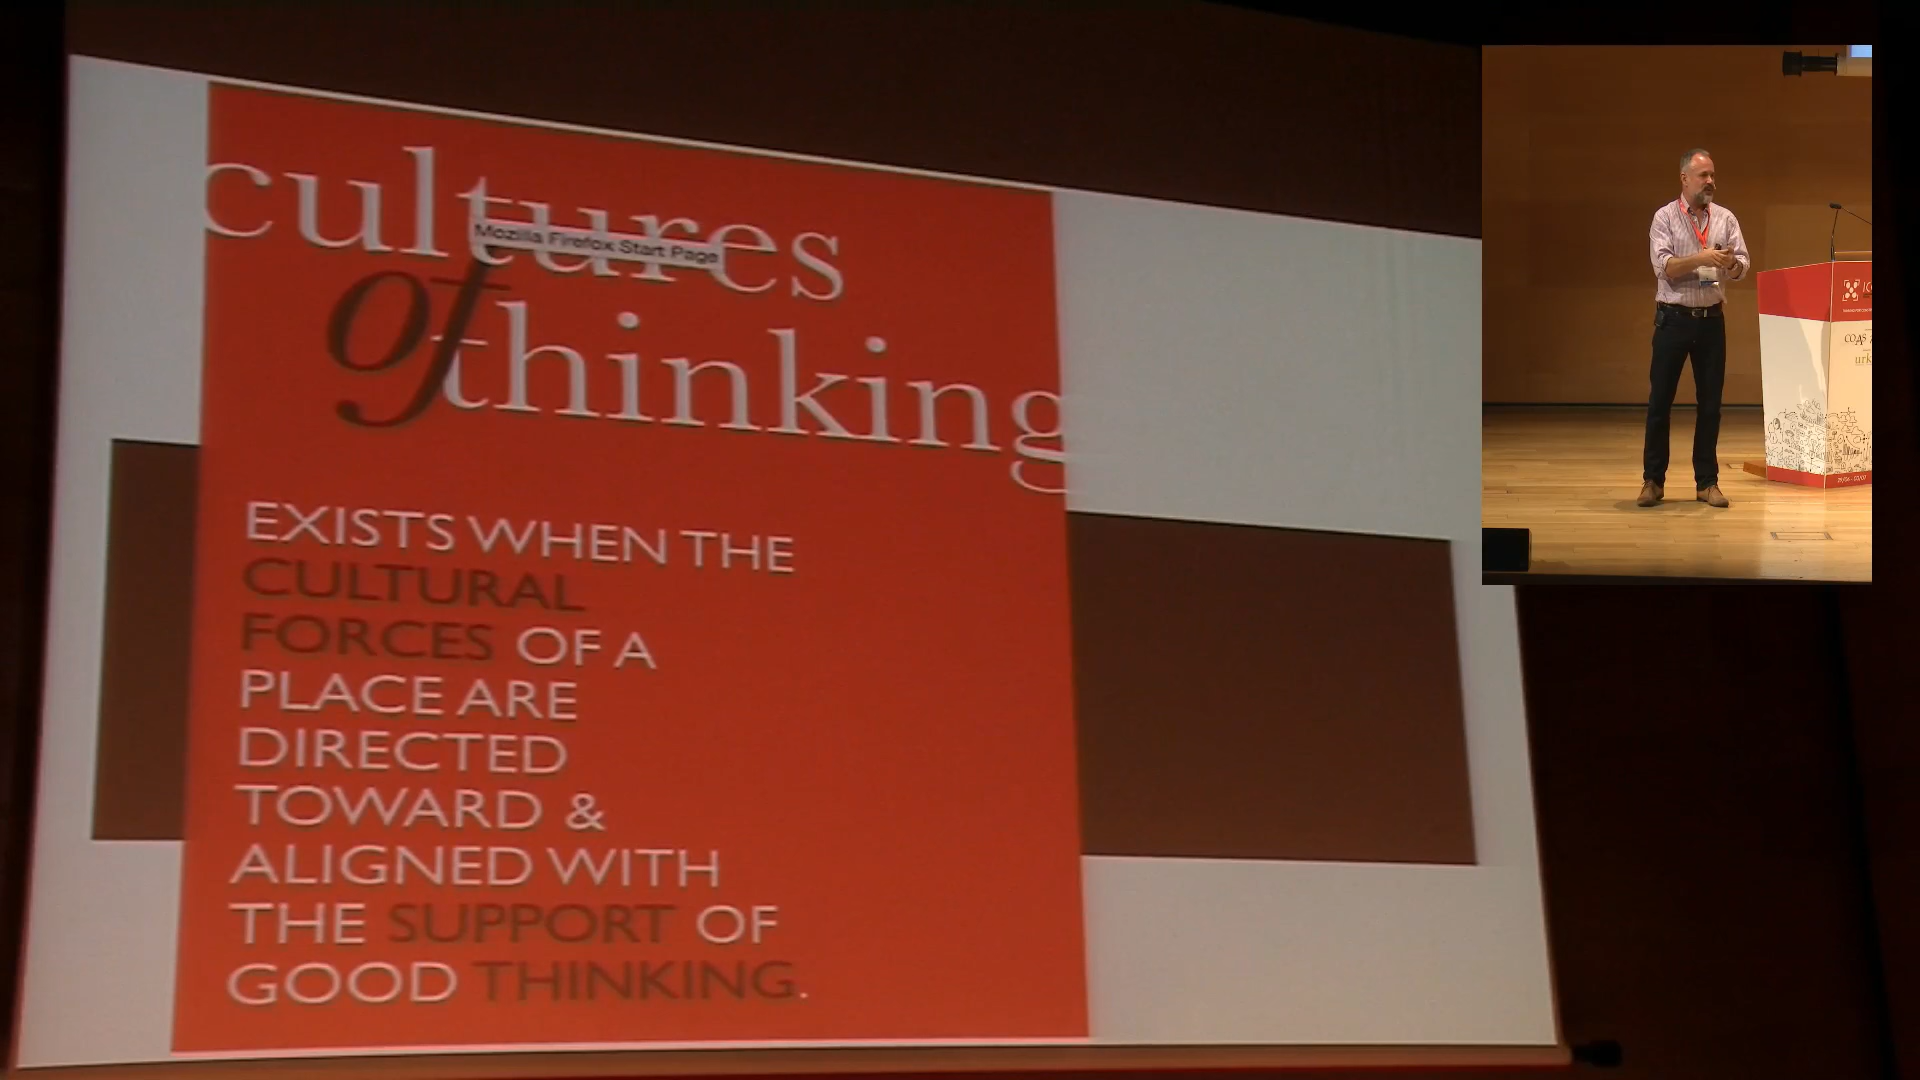 cultures
Mozilla Firefox Start Page
of
thinking
EXISTS WHEN THE
CULTURAL
FORCES OF A
PLACE ARE
DIRECTED
TOWARD &
ALIGNED WITH
THE SUPPORT OF
GOOD THINKING.